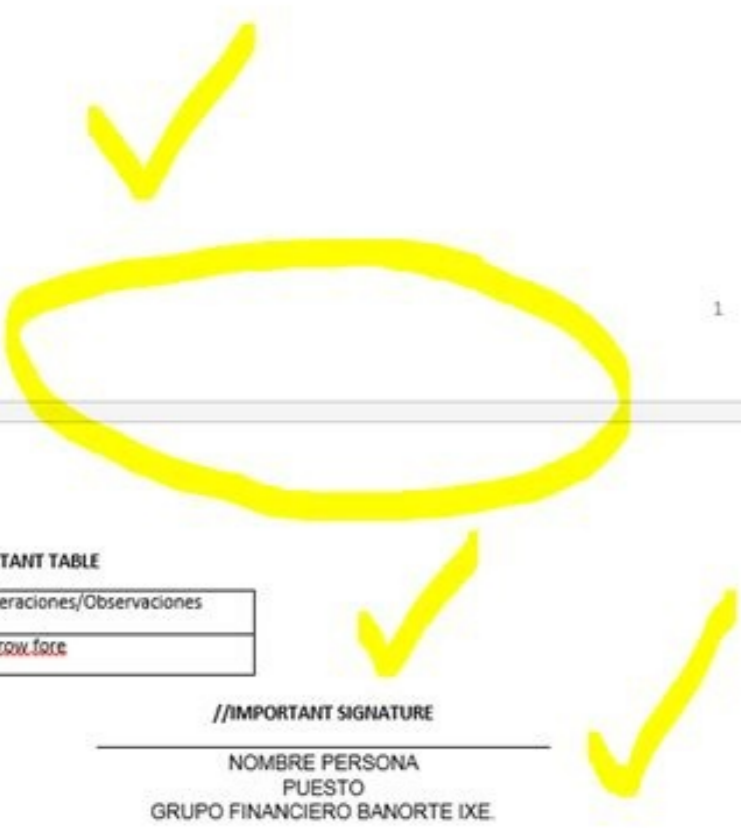 1
TANT TABLE
eraciones/Observaciones
row fore
//IMPORTANT SIGNATURE
NOMBRE PERSONA
PUESTO
GRUPO FINANCIERO BANORTE IXE.